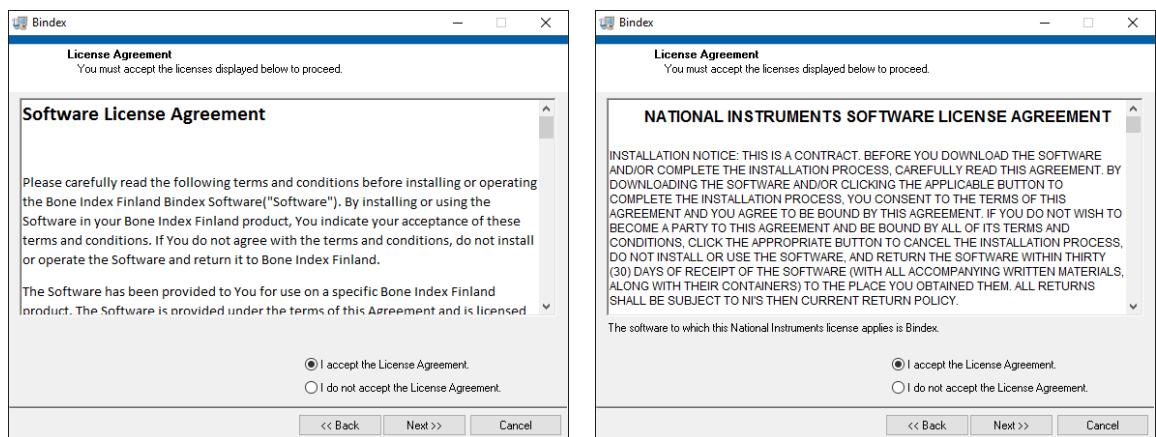 Bindex
License Agreement
You must accept the licenses displayed below to proceed.
Software License Agreement
Please carefully read the following terms and conditions before installing or operating
the Bone Index Finland Bindex Software("Software"). By installing or using the
Software in your Bone Index Finland product, You indicate your acceptance of these
terms and conditions. If You do not agree with the terms and conditions, do not install
or operate the Software and return it to Bone Index Finland.
The Software has been provided to You for use on a specific Bone Index Finland
product. The Software is provided under the terms of this Agreement and is licensed
I accept the License Agreement.
I do not accept the License Agreement.
<< Back
Next >>
Cancel
Bindex
License Agreement
You must accept the licenses displayed below to proceed.
NATIONAL INSTRUMENTS SOFTWARE LICENSE AGREEMENT
INSTALLATION NOTICE: THIS IS A CONTRACT. BEFORE YOU DOWNLOAD THE SOFTWARE
AND/OR COMPLETE THE INSTALLATION PROCESS, CAREFULLY READ THIS AGREEMENT. BY
DOWNLOADING THE SOFTWARE AND/OR CLICKING THE APPLICABLE BUTTON TO
COMPLETE THE INSTALLATION PROCESS, YOU CONSENT TO THE TERMS OF THIS
AGREEMENT AND YOU AGREE TO BE BOUND BY THIS AGREEMENT. IF YOU DO NOT WISH TO
BECOME A PARTY TO THIS AGREEMENT AND BE BOUND BY ALL OF ITS TERMS AND
CONDITIONS, CLICK THE APPROPRIATE BUTTON TO CANCEL THE INSTALLATION PROCESS,
DO NOT INSTALL OR USE THE SOFTWARE, AND RETURN THE SOFTWARE WITHIN THIRTY
(30) DAYS OF RECEIPT OF THE SOFTWARE (WITH ALL ACCOMPANYING WRITTEN MATERIALS,
ALONG WITH THEIR CONTAINERS) TO THE PLACE YOU OBTAINED THEM. ALL RETURNS
SHALL BE SUBJECT TO NI'S THEN CURRENT RETURN POLICY.
The software to which this National Instruments license applies is Bindex.
I accept the License Agreement.
I do not accept the License Agreement.
<< Back
Next >>
Cancel